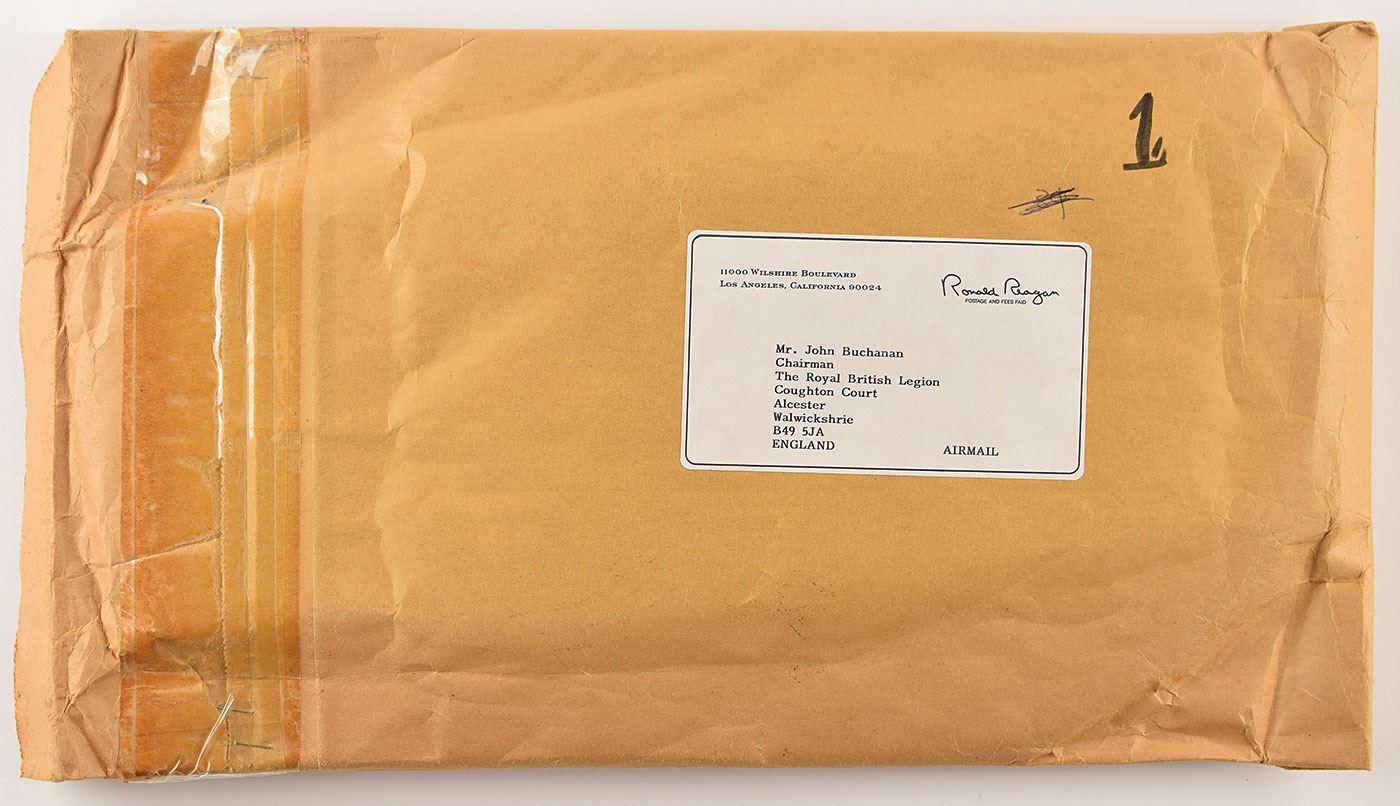 1.
11000 Wilshire Boulevard
Los Angeles, California 90024
Ronald Reagan
POSTAGE AND FEES PAID
Mr. John Buchanan
Chairman
The Royal British Legion
Coughton Court
Alcester
Walwickshrie
B49 5JA
ENGLAND
AIRMAIL